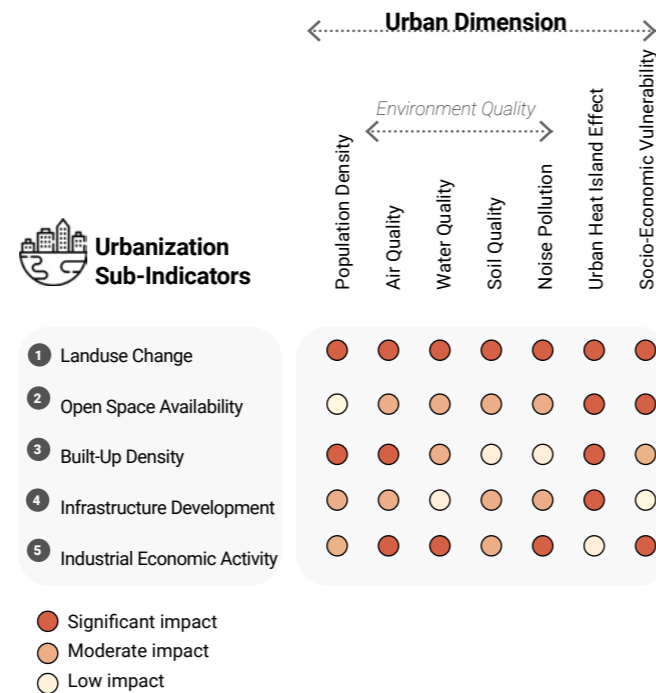 Urban Dimension
Environment Quality
Population Density
Air Quality
Water Quality
Soil Quality
Noise Pollution
Urban Heat Island Effect
Socio-Economic Vulnerability
Urbanization
Sub-Indicators
1 Landuse Change
2 Open Space Availability
3 Built-Up Density
4 Infrastructure Development
5 Industrial Economic Activity
Significant impact
Moderate impact
Low impact